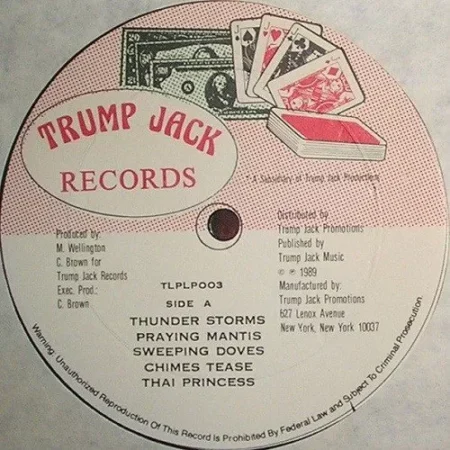 TRUMP JACK
RECORDS
* A Subsidiary of Trump Jack Productions
Produced by:
M. Wellington
C. Brown for
Trump Jack Records
Exec. Prod.:
C. Brown
Distributed by
Trump Jack Promotions
Published by
Trump Jack Music
© ℗ 1989
Manufactured by:
Trump Jack Promotions
627 Lenox Avenue
New York, New York 10037
TLPLP003
SIDE A
THUNDER STORMS
PRAYING MANTIS
SWEEPING DOVES
CHIMES TEASE
THAI PRINCESS
Warning: Unauthorized Reproduction Of This Record Is Prohibited By Federal Law and Subject To Criminal Prosecution